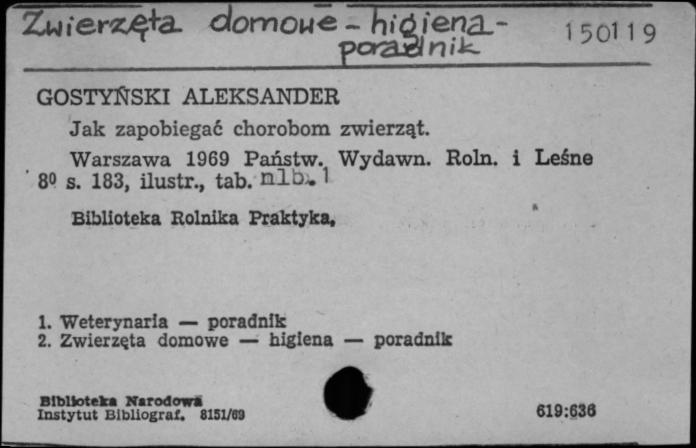 Zwierzęta domowe - higiena -
poradnik
150119
GOSTYŃSKI ALEKSANDER
Jak zapobiegać chorobom zwierząt.
Warszawa 1969 Państw. Wydawn. Roln. i Leśne
8º s. 183, ilustr., tab. nlb. 1
Biblioteka Rolnika Praktyka,
1. Weterynaria — poradnik
2. Zwierzęta domowe — higiena — poradnik
Biblioteka Narodowa
Instytut Bibliograf. 8151/69
619:636